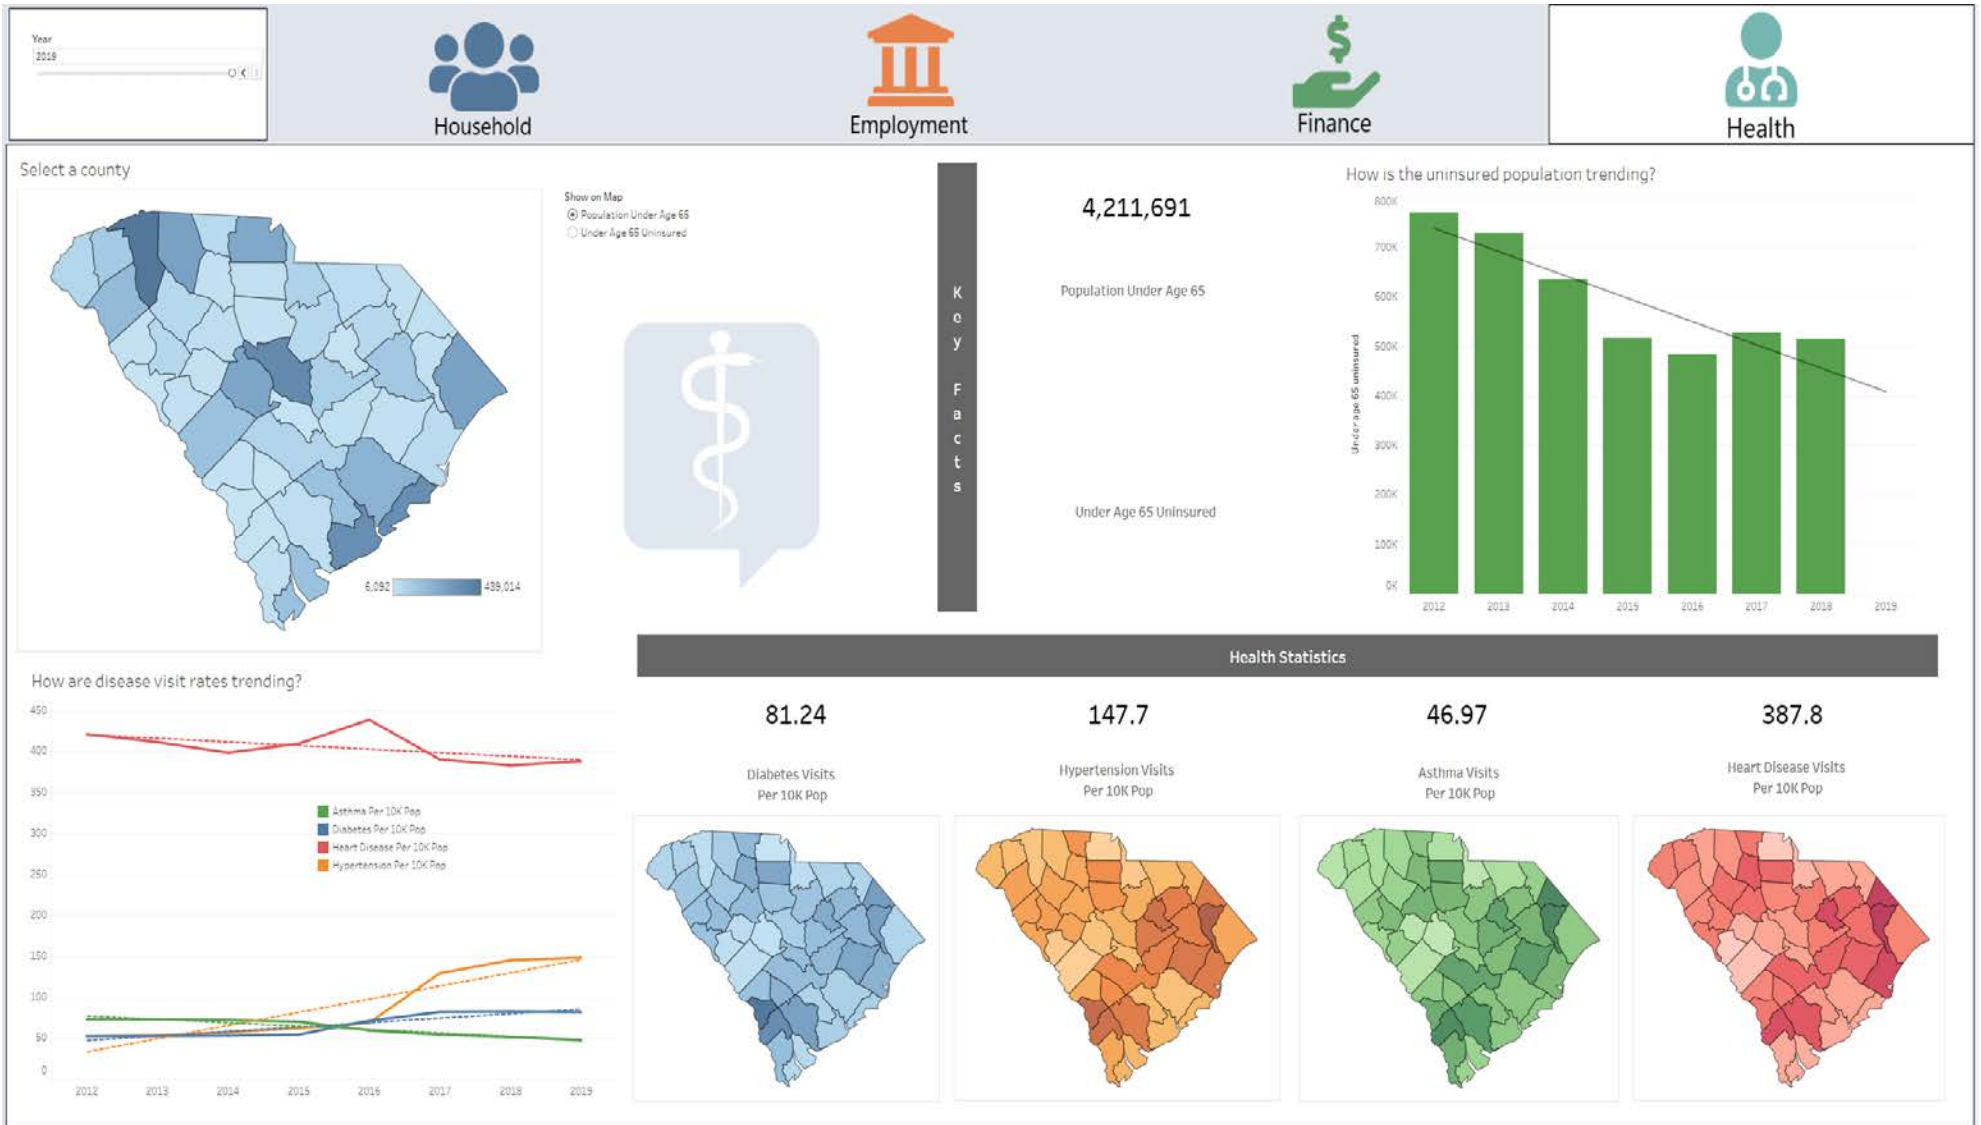 Year
2019
Household
Employment
Finance
Health
Select a county
Show on Map
Population Under Age 65
Under Age 65 Uninsured
6,092
439,014
Key Facts
4,211,691
Population Under Age 65
Under Age 65 Uninsured
How is the uninsured population trending?
Under age 65 uninsured
800K
700K
600K
500K
400K
300K
200K
100K
0K
2012 2013 2014 2015 2016 2017 2018 2019
How are disease visit rates trending?
450
400
350
300
250
200
150
100
50
0
Asthma Per 10K Pop
Diabetes Per 10K Pop
Heart Disease Per 10K Pop
Hypertension Per 10K Pop
2012 2013 2014 2015 2016 2017 2018 2019
Health Statistics
81.24
Diabetes Visits
Per 10K Pop
147.7
Hypertension Visits
Per 10K Pop
46.97
Asthma Visits
Per 10K Pop
387.8
Heart Disease Visits
Per 10K Pop